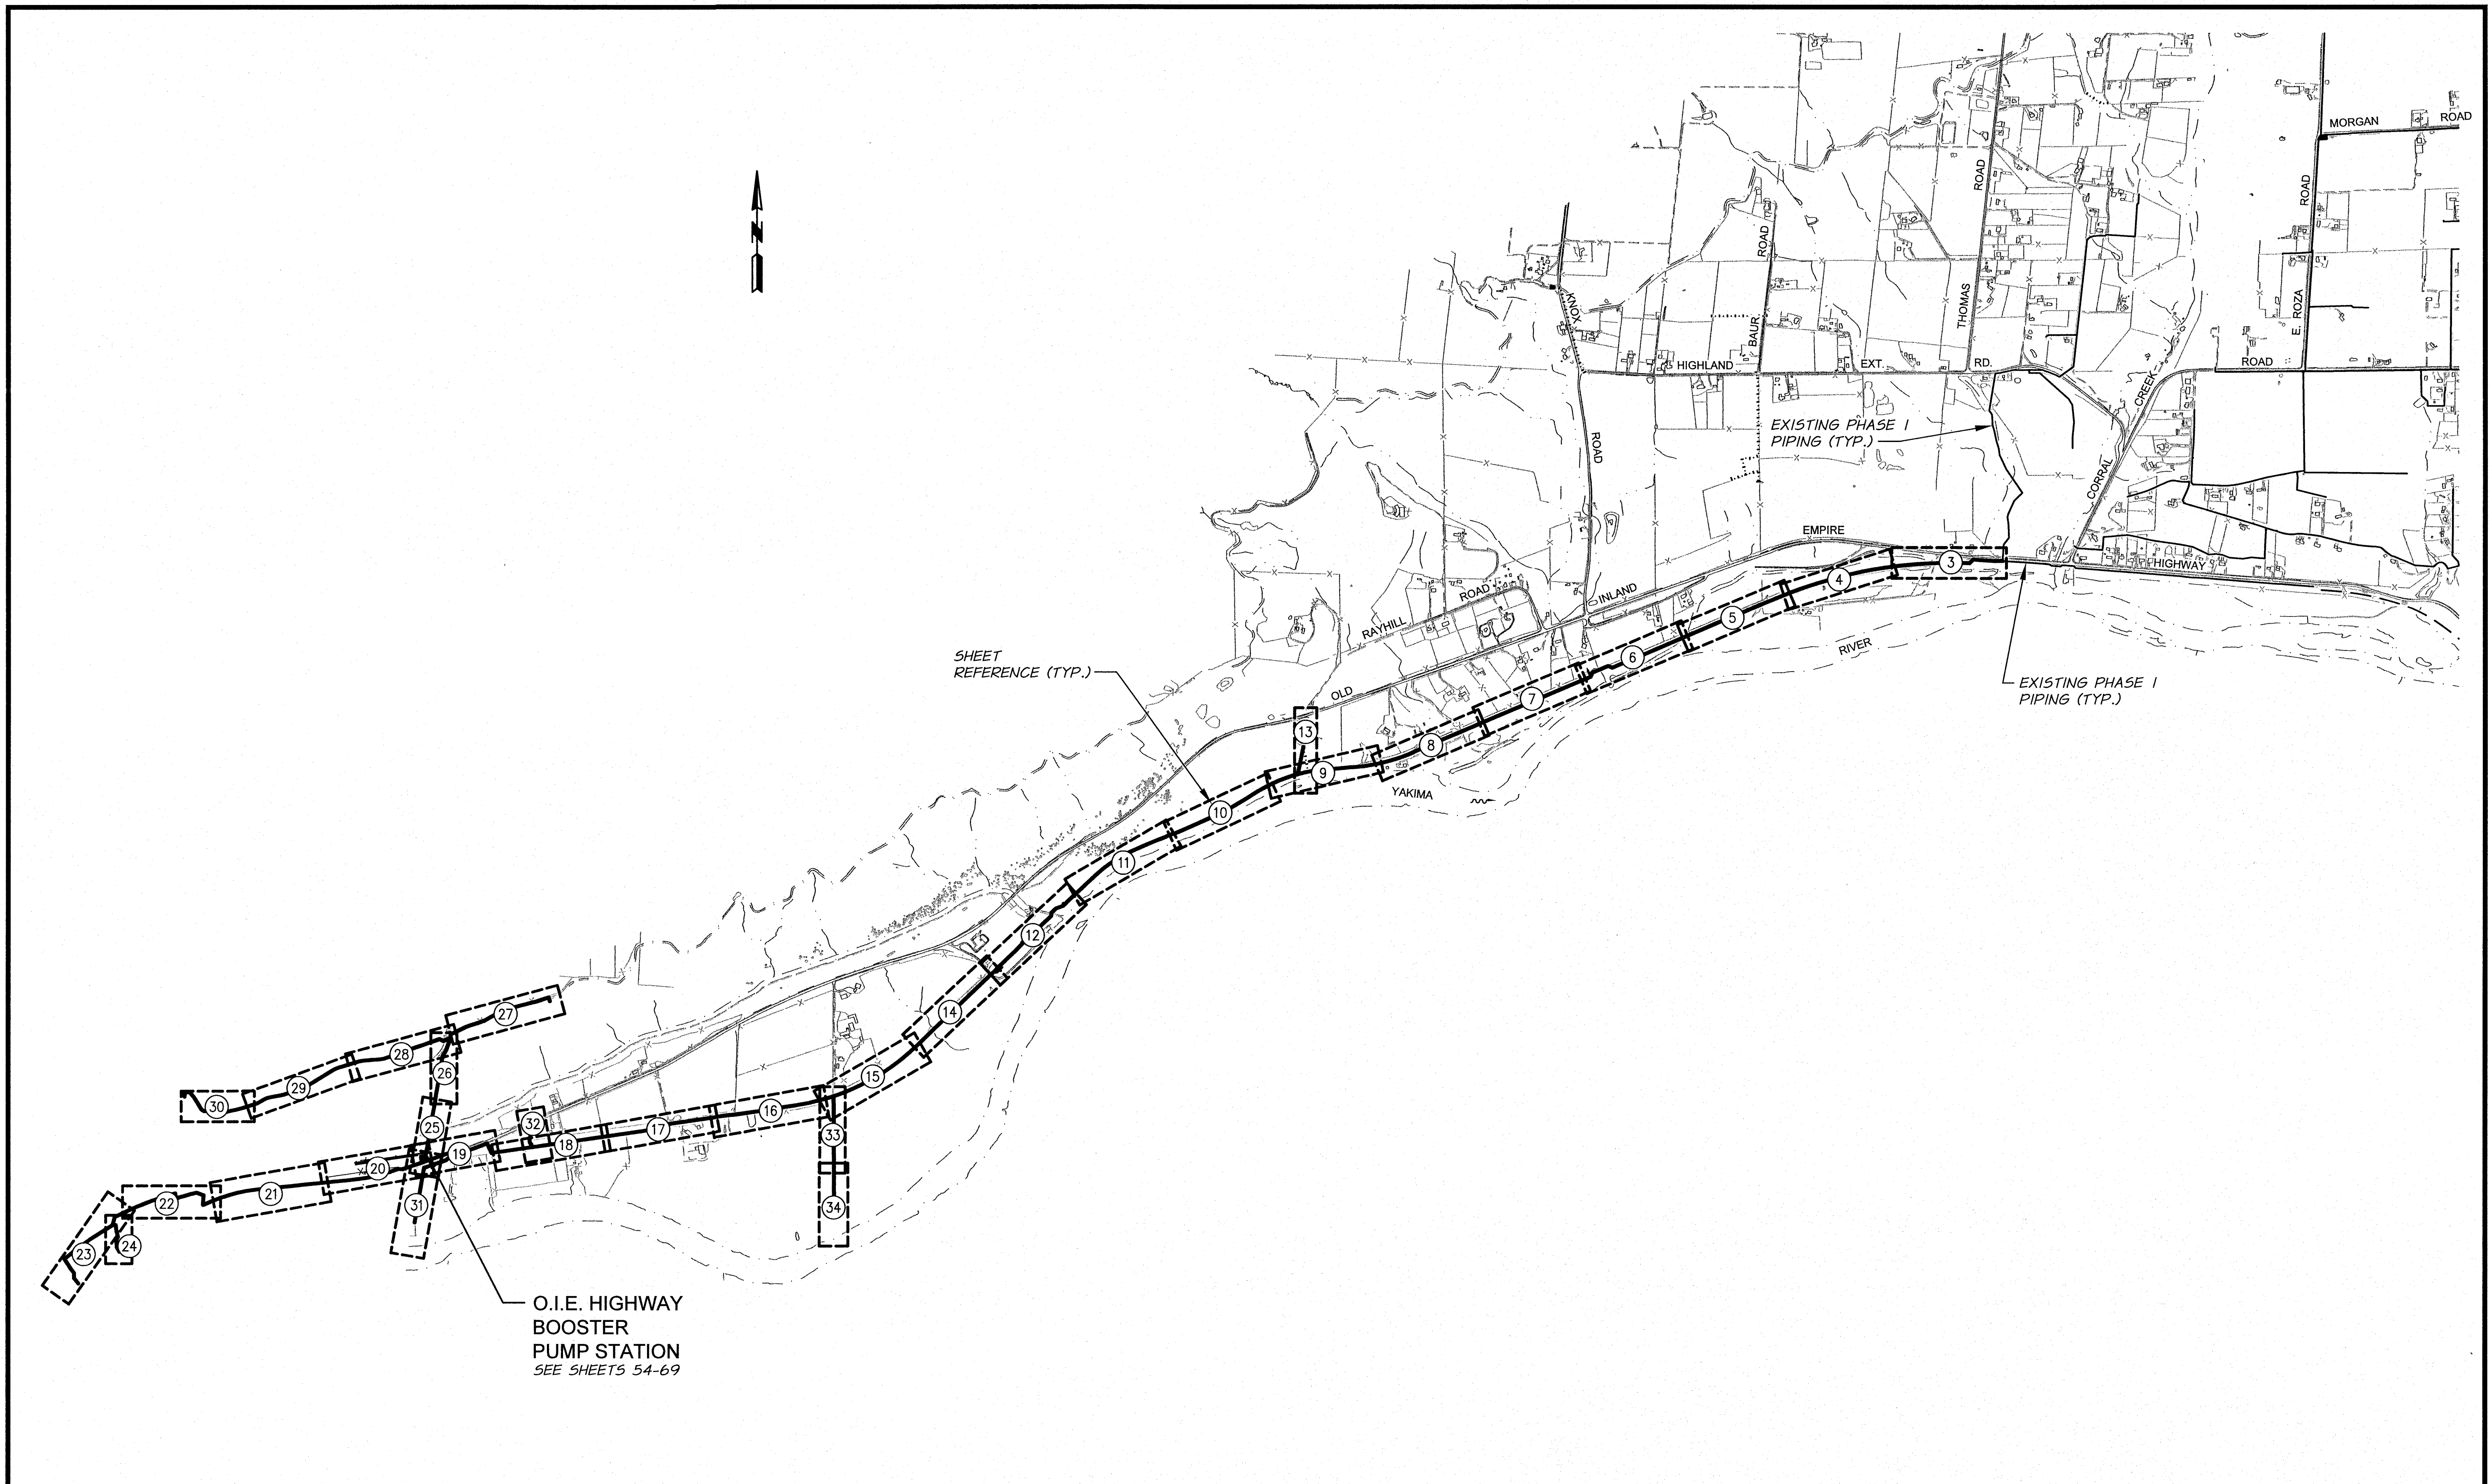 MORGAN ROAD
N
ROAD
ROAD
ROAD
KNOX
THOMAS
E. ROZA
BAUR
HIGHLAND EXT. RD.
ROAD
CREEK
EXISTING PHASE I
PIPING (TYP.)
ROAD
CORRAL
EMPIRE
HIGHWAY
3
4
INLAND
ROAD
5
RAYHILL
RIVER
6
SHEET
REFERENCE (TYP.)
EXISTING PHASE I
PIPING (TYP.)
OLD
7
13
8
9
YAKIMA
10
11
12
27
14
28
26
15
29
30
16
32
25
17
33
18
19
20
21
22
31
34
24
23
O.I.E. HIGHWAY
BOOSTER
PUMP STATION
SEE SHEETS 54-69